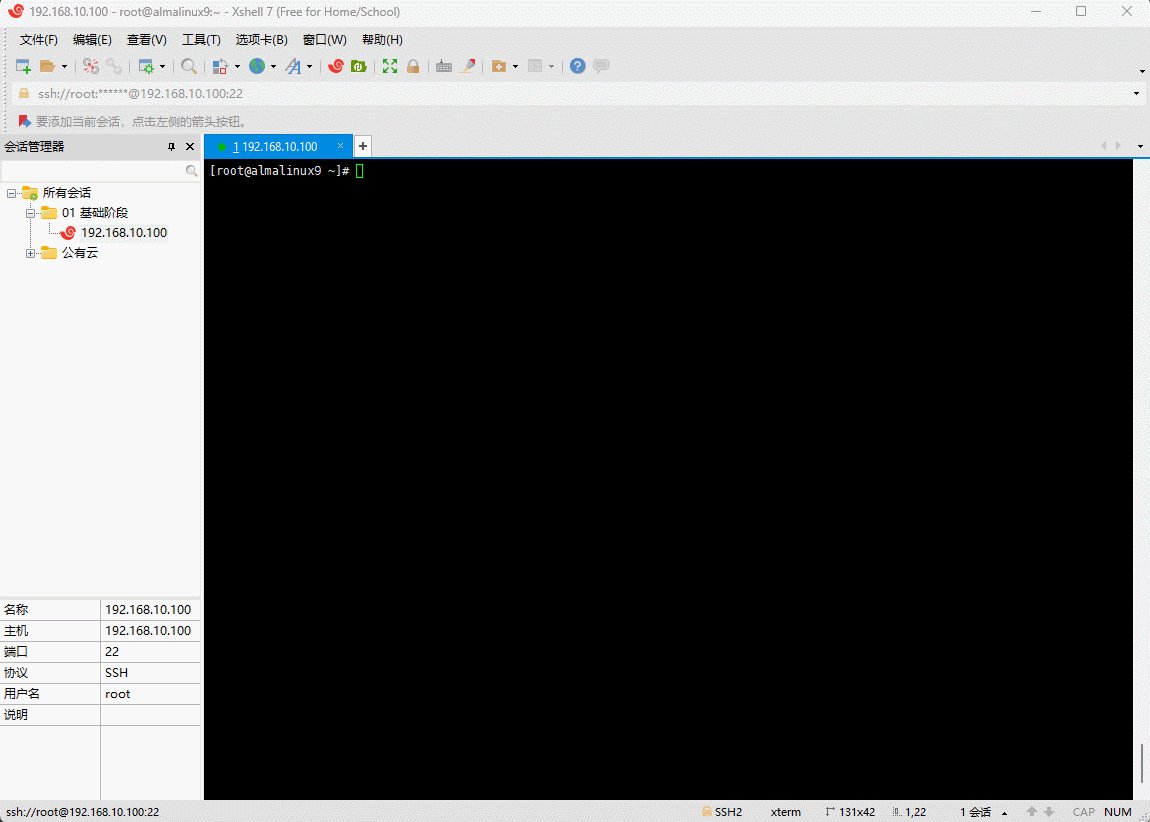 192.168.10.100 - root@almalinux9:~ - Xshell 7 (Free for Home/School)
文件(F) 编辑(E) 查看(V) 工具(T) 选项卡(B) 窗口(W) 帮助(H)
ssh://root:******@192.168.10.100:22
要添加当前会话，点击左侧的箭头按钮。
会话管理器
1 192.168.10.100
[root@almalinux9 ~]#
所有会话
01 基础阶段
192.168.10.100
公有云
名称 192.168.10.100
主机 192.168.10.100
端口 22
协议 SSH
用户名 root
说明
ssh://root@192.168.10.100:22 SSH2 xterm 131x42 1,22 1 会话 CAP NUM